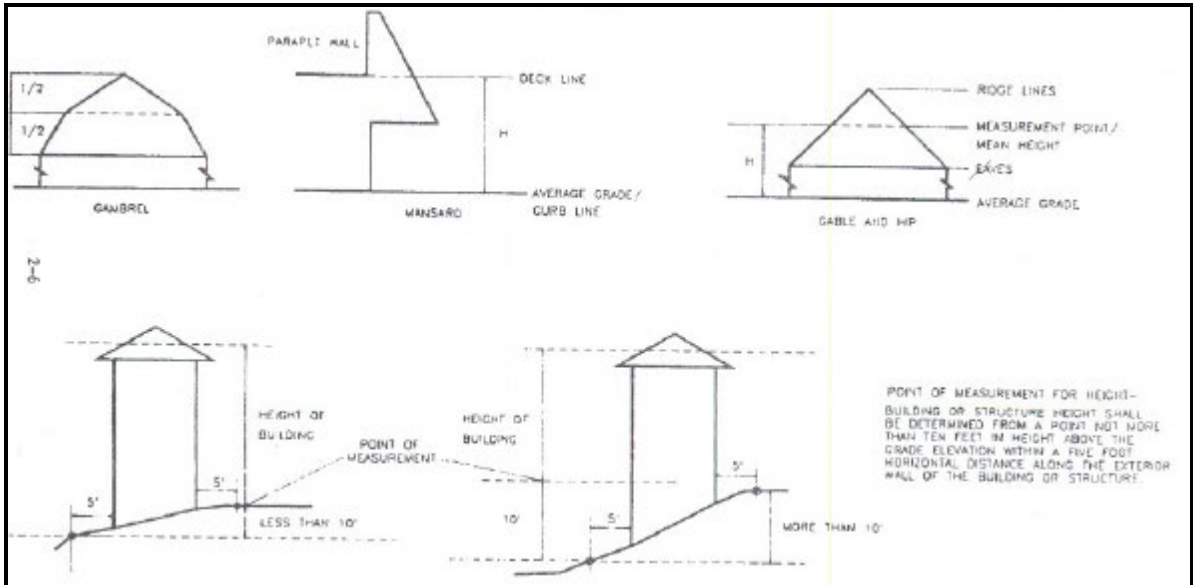 PARAPET WALL
DECK LINE
1/2
1/2
H
AVERAGE GRADE/
CURB LINE
GAMBREL
MANSARD
RIDGE LINES
MEASUREMENT POINT/
MEAN HEIGHT
H
EAVES
AVERAGE GRADE
GABLE AND HIP
2-6
HEIGHT OF
BUILDING
POINT OF
MEASUREMENT
5'
5'
LESS THAN 10'
HEIGHT OF
BUILDING
10'
5'
5'
MORE THAN 10'
POINT OF MEASUREMENT FOR HEIGHT-
BUILDING OR STRUCTURE HEIGHT SHALL
BE DETERMINED FROM A POINT NOT MORE
THAN TEN FEET IN HEIGHT ABOVE THE
GRADE ELEVATION WITHIN A FIVE FOOT
HORIZONTAL DISTANCE ALONG THE EXTERIOR
WALL OF THE BUILDING OR STRUCTURE.